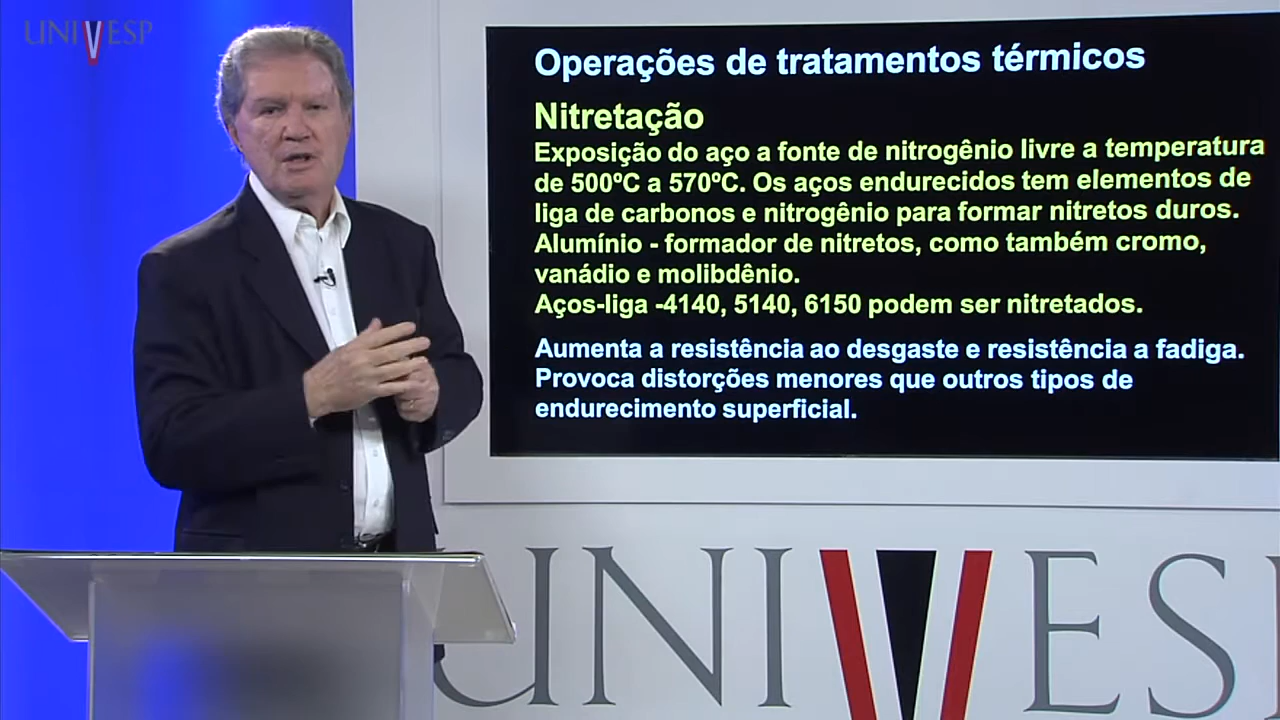 UNIVESP
Operações de tratamentos térmicos
Nitretação
Exposição do aço a fonte de nitrogênio livre a temperatura
de 500ºC a 570ºC. Os aços endurecidos tem elementos de
liga de carbonos e nitrogênio para formar nitretos duros.
Alumínio - formador de nitretos, como também cromo,
vanádio e molibdênio.
Aços-liga -4140, 5140, 6150 podem ser nitretados.
Aumenta a resistência ao desgaste e resistência a fadiga.
Provoca distorções menores que outros tipos de
endurecimento superficial.
UNIVESP